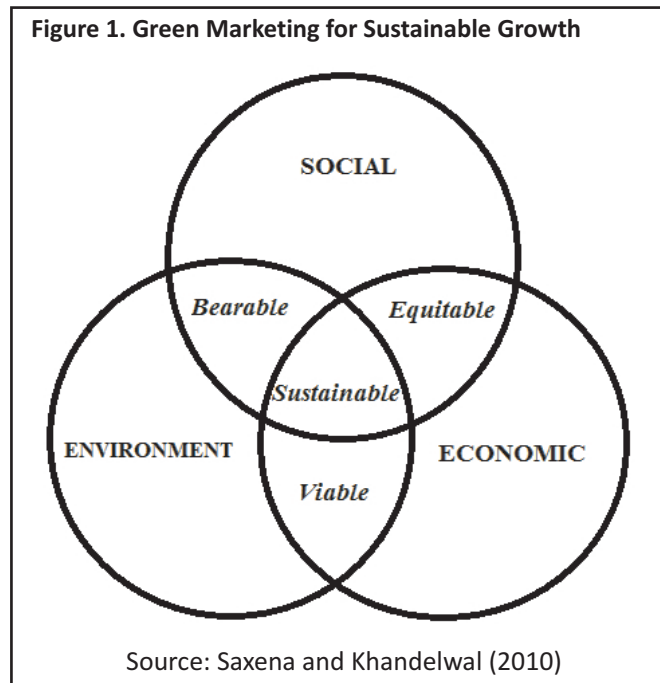 Figure 1. Green Marketing for Sustainable Growth
SOCIAL
Bearable
Equitable
Sustainable
ENVIRONMENT
ECONOMIC
Viable
Source: Saxena and Khandelwal (2010)